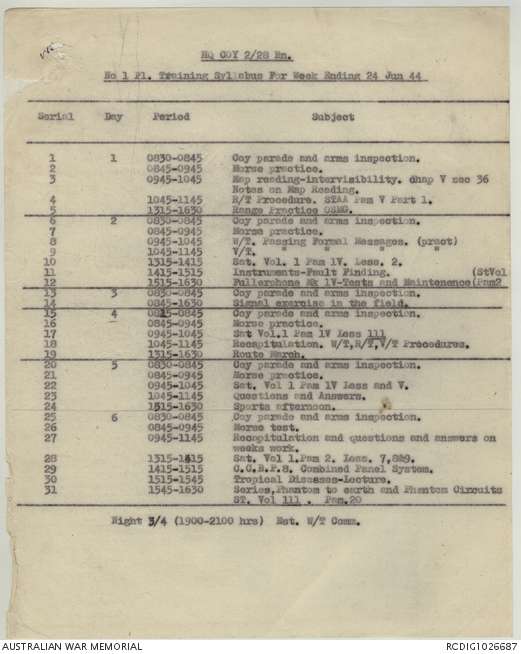 HQ COY 2/28 Bn.
No 1 Pl. Training Syllabus For Week Ending 24 Jun 44
Serial Day Period Subject
1 1 0830-0845 Coy parade and arms inspection.
2 0845-0945 Morse practice.
3 0945-1045 Map reading-intervisibility. chap V sec 36
Notes on Map Reading.
4 1045-1145 R/T Procedure. STAA Pam V Part 1.
5 1315-1630 Range Practice OSMG.
6 2 0830-0845 Coy parade and arms inspection.
7 0845-0945 Morse practice.
8 0945-1045 W/T. Passing Formal Messages. (pract)
9 1045-1145 V/T. " " " "
10 1315-1415 Sat. Vol. 1 Pam 1V. Less. 2.
11 1415-1515 Instruments-Fault Finding. (StVol
12 1515-1630 Fullerphone Mk 1V-Tests and Maintenence (Pam2
13 3 0830-0845 Coy parade and arms inspection.
14 0845-1630 Signal exercise in the field.
15 4 0815-0845 Coy parade and arms inspection.
16 0845-0945 Morse practice.
17 0945-1045 Sat Vol 1 Pam 1V Less 111
18 1045-1145 Recapitulation. W/T,R/T,V/T Procedures.
19 1315-1630 Route March.
20 5 0830-0845 Coy parade and arms inspection.
21 0845-0945 Morse practice.
22 0945-1045 Sat Vol 1 Pam 1V Less and V.
23 1045-1145 Questions and Answers.
24 1515-1630 Sports afternoon.
25 6 0830-0845 Coy parade and arms inspection.
26 0845-0945 Morse test.
27 0945-1145 Recapitulation and questions and answers on
weeks work.
28 1315-1415 Sat. Vol 1.Pam 2. Less. 7,8&9.
29 1415-1515 C.C.B.P.8. Combined Panel System.
30 1515-1545 Tropical Diseases-Lecture.
31 1545-1630 Series,Phantom to earth and Phantom Circuits
ST. Vol 111 . Pam.20
Night 3/4 (1900-2100 hrs) Est. W/T Comm.
AUSTRALIAN WAR MEMORIAL RCDIG1026687